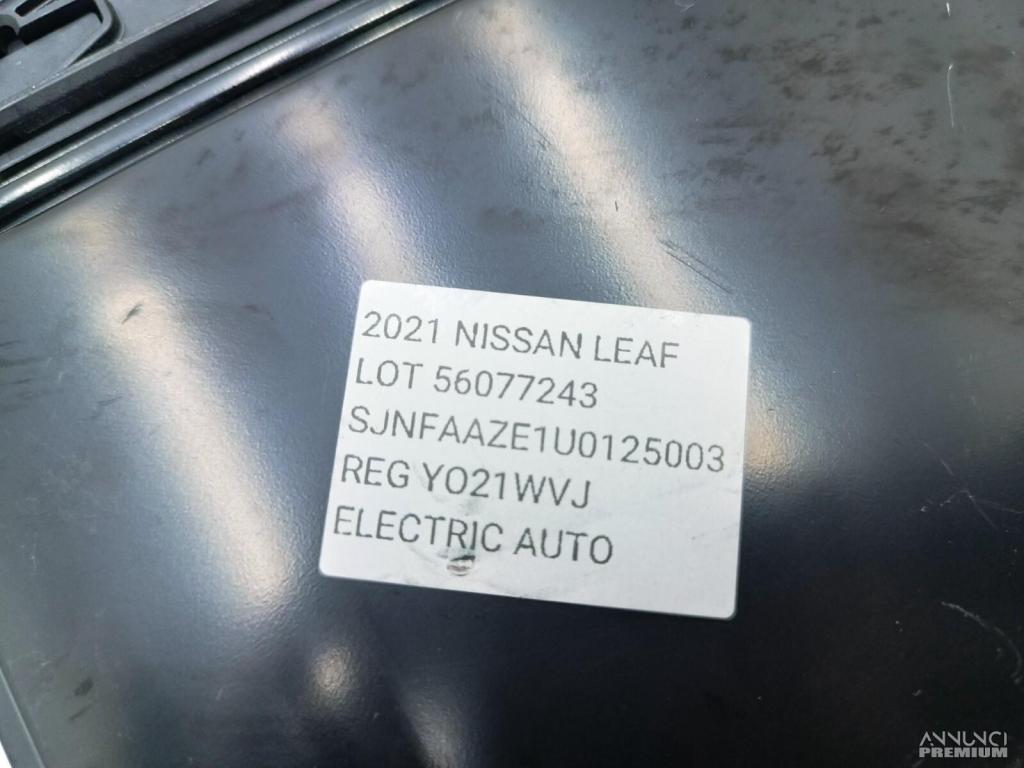 2021 NISSAN LEAF
LOT 56077243
SJNFAAZE1U0125003
REG YO21WVJ
ELECTRIC AUTO
ANNUNCI
PREMIUM